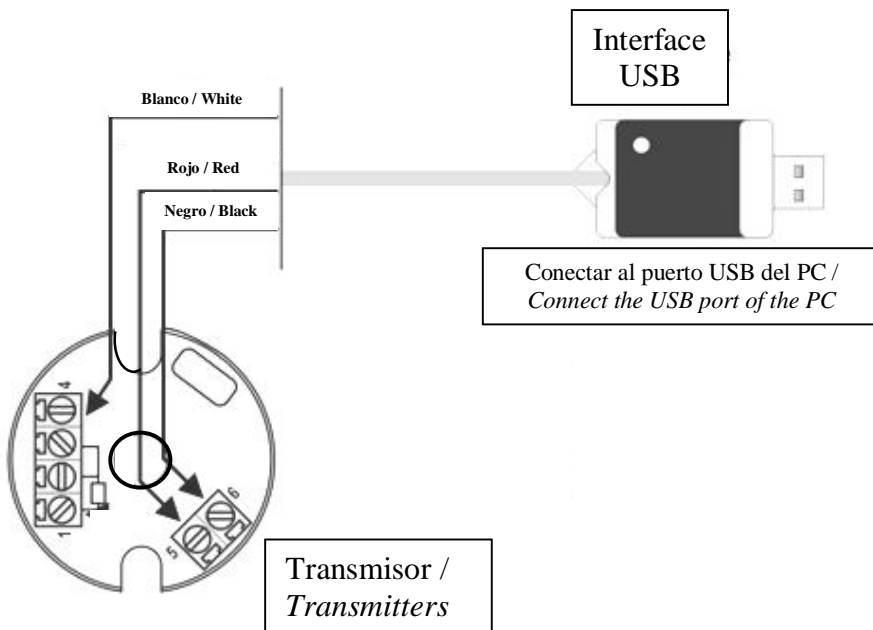 Interface
USB
Blanco / White
Rojo / Red
Negro / Black
Conectar al puerto USB del PC /
Connect the USB port of the PC
4
1
6
5
Transmisor /
Transmitters